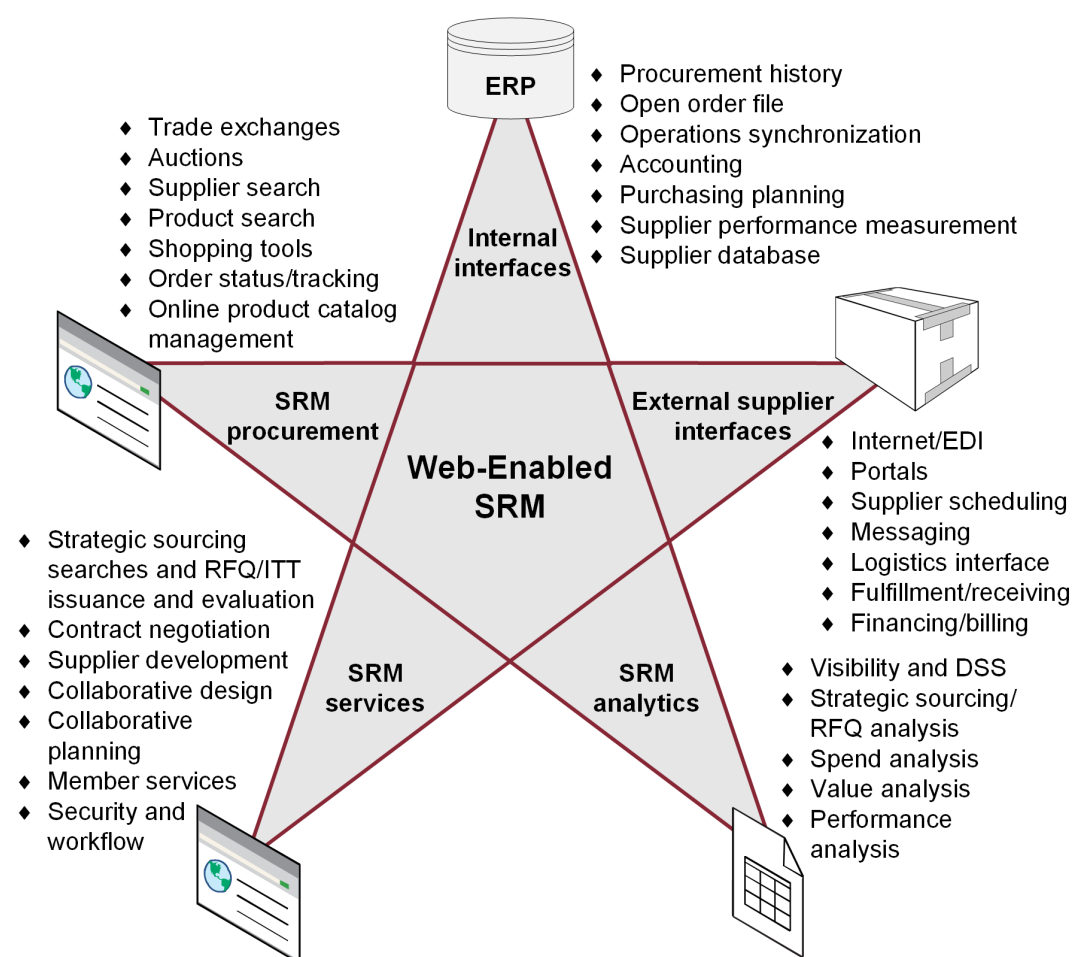 ERP
♦ Procurement history
♦ Open order file
♦ Operations synchronization
♦ Accounting
♦ Purchasing planning
♦ Supplier performance measurement
♦ Supplier database
♦ Trade exchanges
♦ Auctions
♦ Supplier search
♦ Product search
♦ Shopping tools
♦ Order status/tracking
♦ Online product catalog
management
Internal
interfaces
SRM
procurement
External supplier
interfaces
Web-Enabled
SRM
♦ Internet/EDI
♦ Portals
♦ Supplier scheduling
♦ Messaging
♦ Logistics interface
♦ Fulfillment/receiving
♦ Financing/billing
♦ Strategic sourcing
searches and RFQ/ITT
issuance and evaluation
♦ Contract negotiation
♦ Supplier development
♦ Collaborative design
♦ Collaborative
planning
♦ Member services
♦ Security and
workflow
SRM
services
SRM
analytics
♦ Visibility and DSS
♦ Strategic sourcing/
RFQ analysis
♦ Spend analysis
♦ Value analysis
♦ Performance
analysis